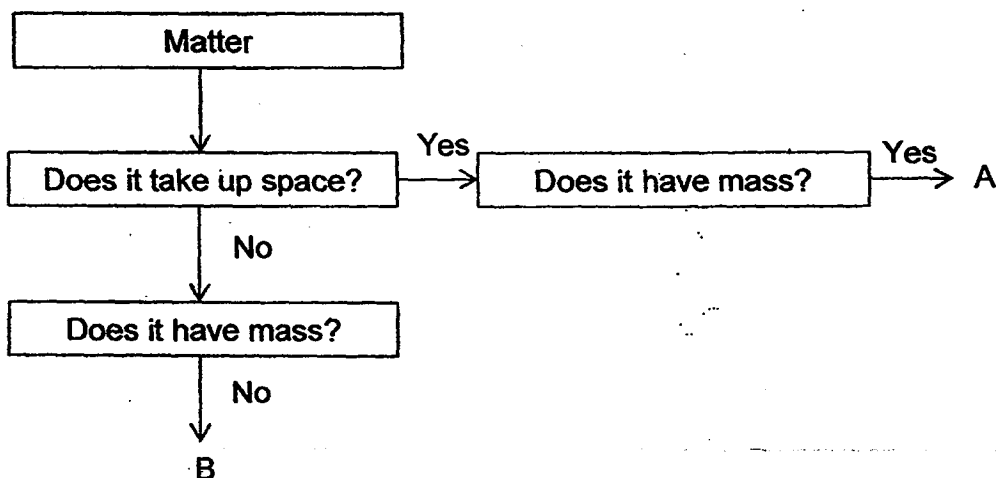 Matter
Does it take up space?
Yes
Does it have mass?
Yes
A
No
Does it have mass?
No
B